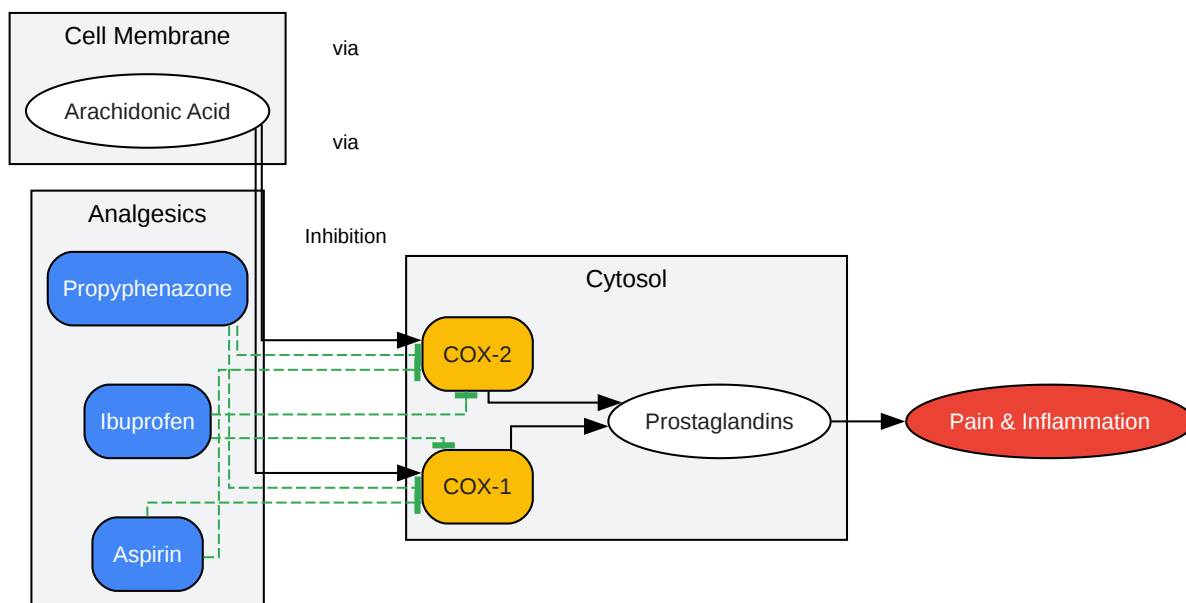 Cell Membrane
via
Arachidonic Acid
via
Analgesics
Inhibition
Propyphenazone
Cytosol
COX-2
Ibuprofen
Prostaglandins
Pain & Inflammation
COX-1
Aspirin